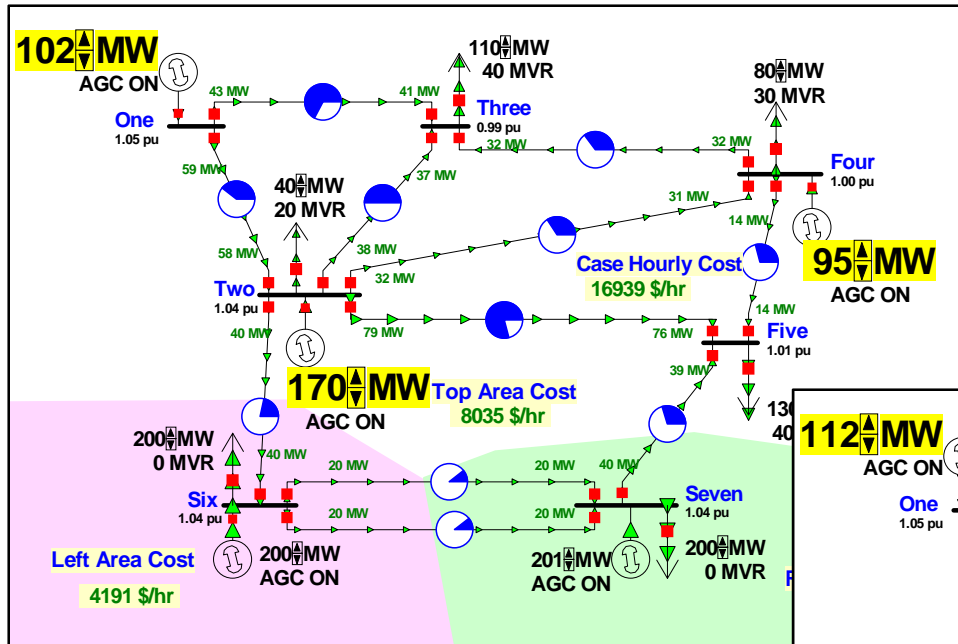 102 MW
AGC ON
One
1.05 pu
43 MW
41 MW
110 MW
40 MVR
Three
0.99 pu
80 MW
30 MVR
32 MW
32 MW
Four
1.00 pu
59 MW
37 MW
40 MW
20 MVR
31 MW
14 MW
95 MW
AGC ON
58 MW
38 MW
32 MW
Case Hourly Cost
16939 $/hr
Two
1.04 pu
40 MW
79 MW
76 MW
14 MW
Five
1.01 pu
39 MW
170 MW
AGC ON
Top Area Cost
8035 $/hr
130
40
112 MW
AGC ON
One
1.05 pu
200 MW
0 MVR
40 MW
20 MW
20 MW
40 MW
Six
1.04 pu
20 MW
20 MW
Seven
1.04 pu
Left Area Cost
4191 $/hr
200 MW
AGC ON
201 MW
AGC ON
200 MW
0 MVR